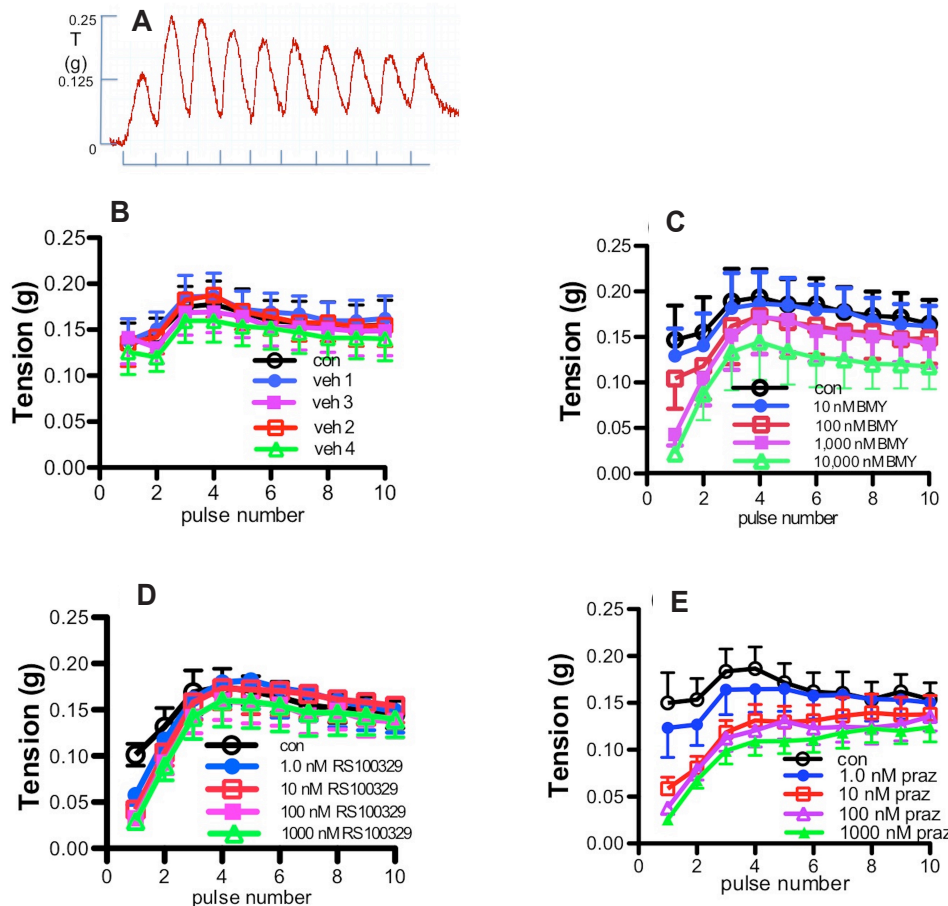 A
0.25
T
(g)
0.125
0
B
0.25
0.20
0.15
0.10
0.05
0.00
Tension (g)
con
veh 1
veh 3
veh 2
veh 4
0 2 4 6 8 10
pulse number
C
0.25
0.20
0.15
0.10
0.05
0.00
Tension (g)
con
10 nM BMY
100 nM BMY
1,000 nM BMY
10,000 nM BMY
0 2 4 6 8 10
pulse number
D
0.25
0.20
0.15
0.10
0.05
0.00
Tension (g)
con
1.0 nM RS100329
10 nM RS100329
100 nM RS100329
1000 nM RS100329
0 2 4 6 8 10
pulse number
E
0.25
0.20
0.15
0.10
0.05
0.00
Tension (g)
con
1.0 nM praz
10 nM praz
100 nM praz
1000 nM praz
0 2 4 6 8 10
pulse number